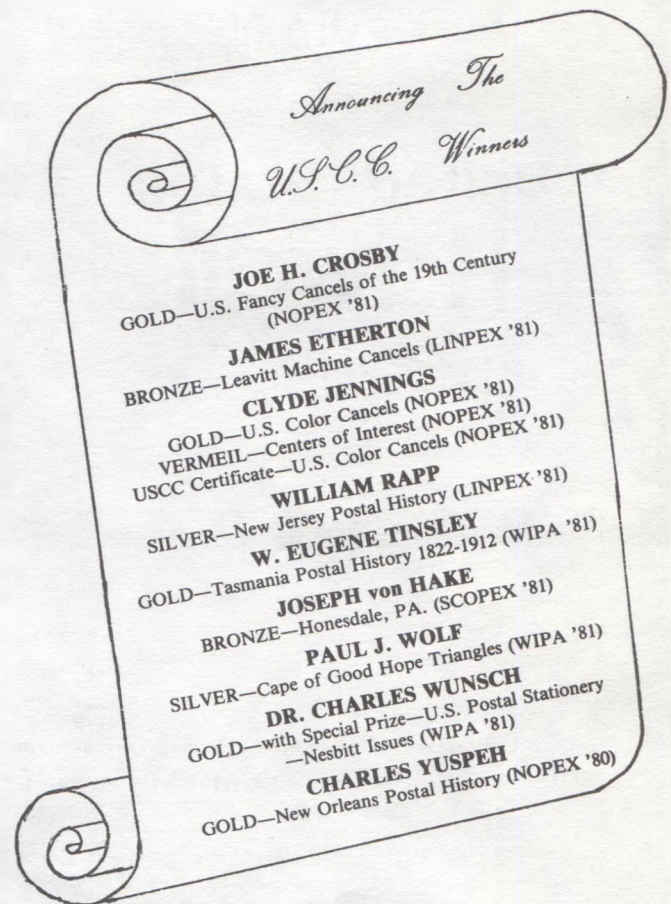 Announcing The
U.S.C.C. Winners
JOE H. CROSBY
GOLD—U.S. Fancy Cancels of the 19th Century
(NOPEX '81)
JAMES ETHERTON
BRONZE—Leavitt Machine Cancels (LINPEX '81)
CLYDE JENNINGS
GOLD—U.S. Color Cancels (NOPEX '81)
VERMEIL—Centers of Interest (NOPEX '81)
USCC Certificate—U.S. Color Cancels (NOPEX '81)
WILLIAM RAPP
SILVER—New Jersey Postal History (LINPEX '81)
W. EUGENE TINSLEY
GOLD—Tasmania Postal History 1822-1912 (WIPA '81)
JOSEPH von HAKE
BRONZE—Honesdale, PA. (SCOPEX '81)
PAUL J. WOLF
SILVER—Cape of Good Hope Triangles (WIPA '81)
DR. CHARLES WUNSCH
GOLD—with Special Prize—U.S. Postal Stationery
—Nesbitt Issues (WIPA '81)
CHARLES YUSPEH
GOLD—New Orleans Postal History (NOPEX '80)